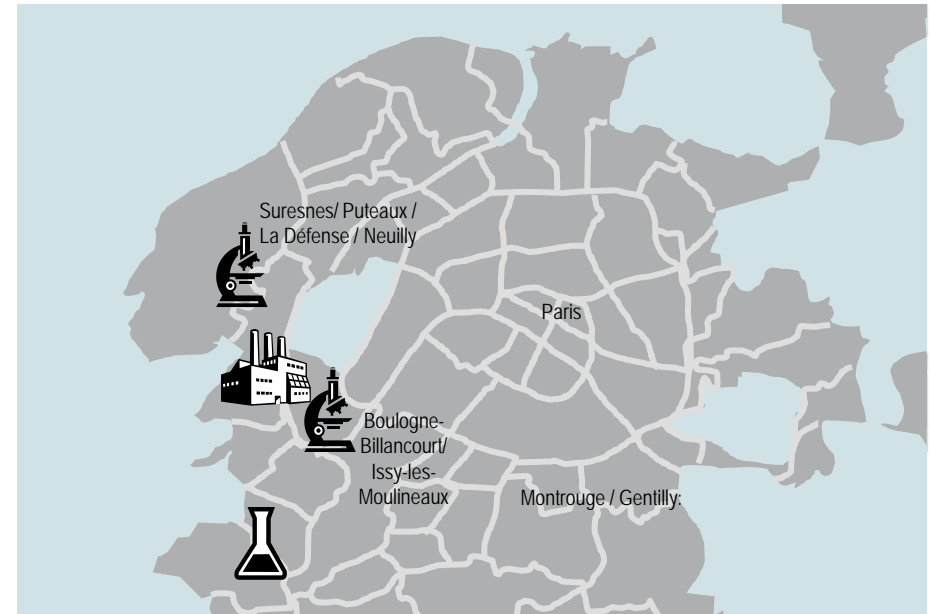 Suresnes/ Puteaux /
La Défense / Neuilly
Paris
Boulogne-
Billancourt/
Issy-les-
Moulineaux
Montrouge / Gentilly: